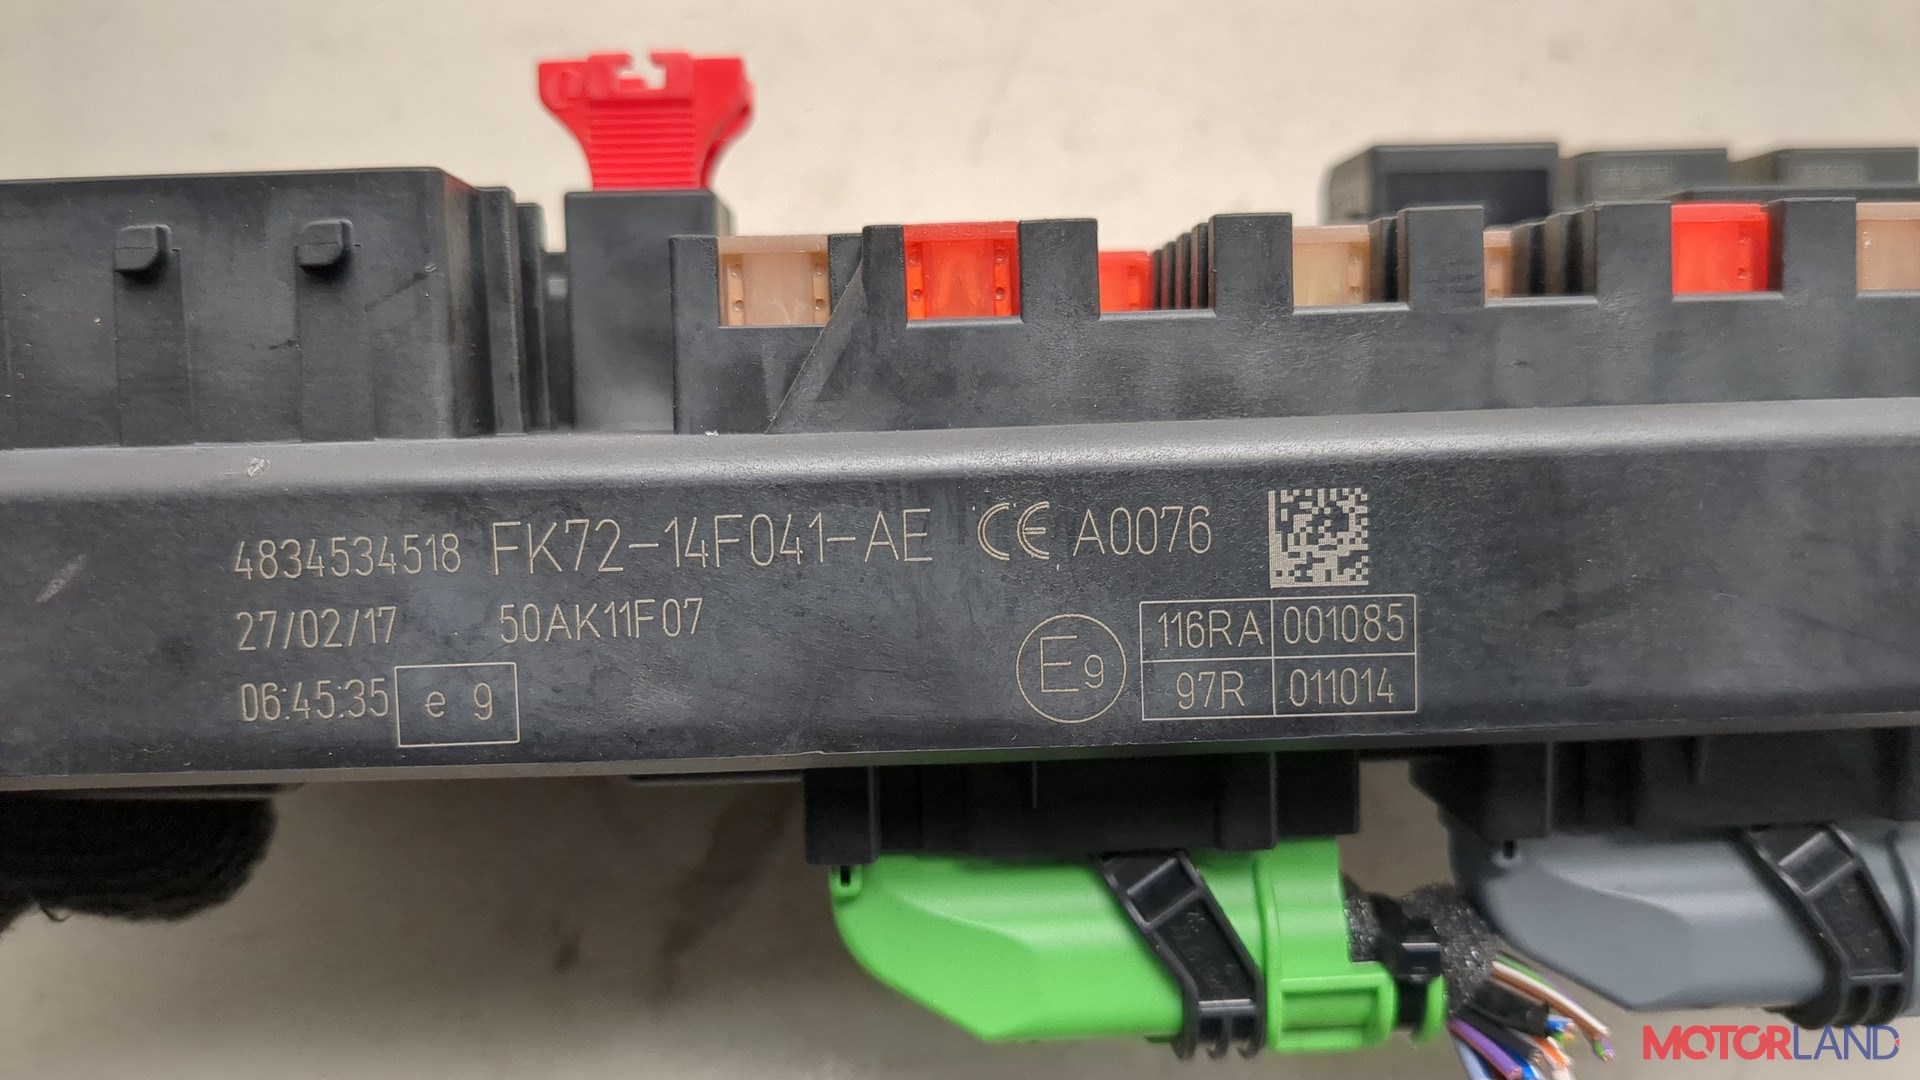 4834534518 FK72-14F041-AE CE A0076
27/02/17 50AK11F07
06:45:35 e 9
E9 116RA 001085
97R 011014
MOTORLAND